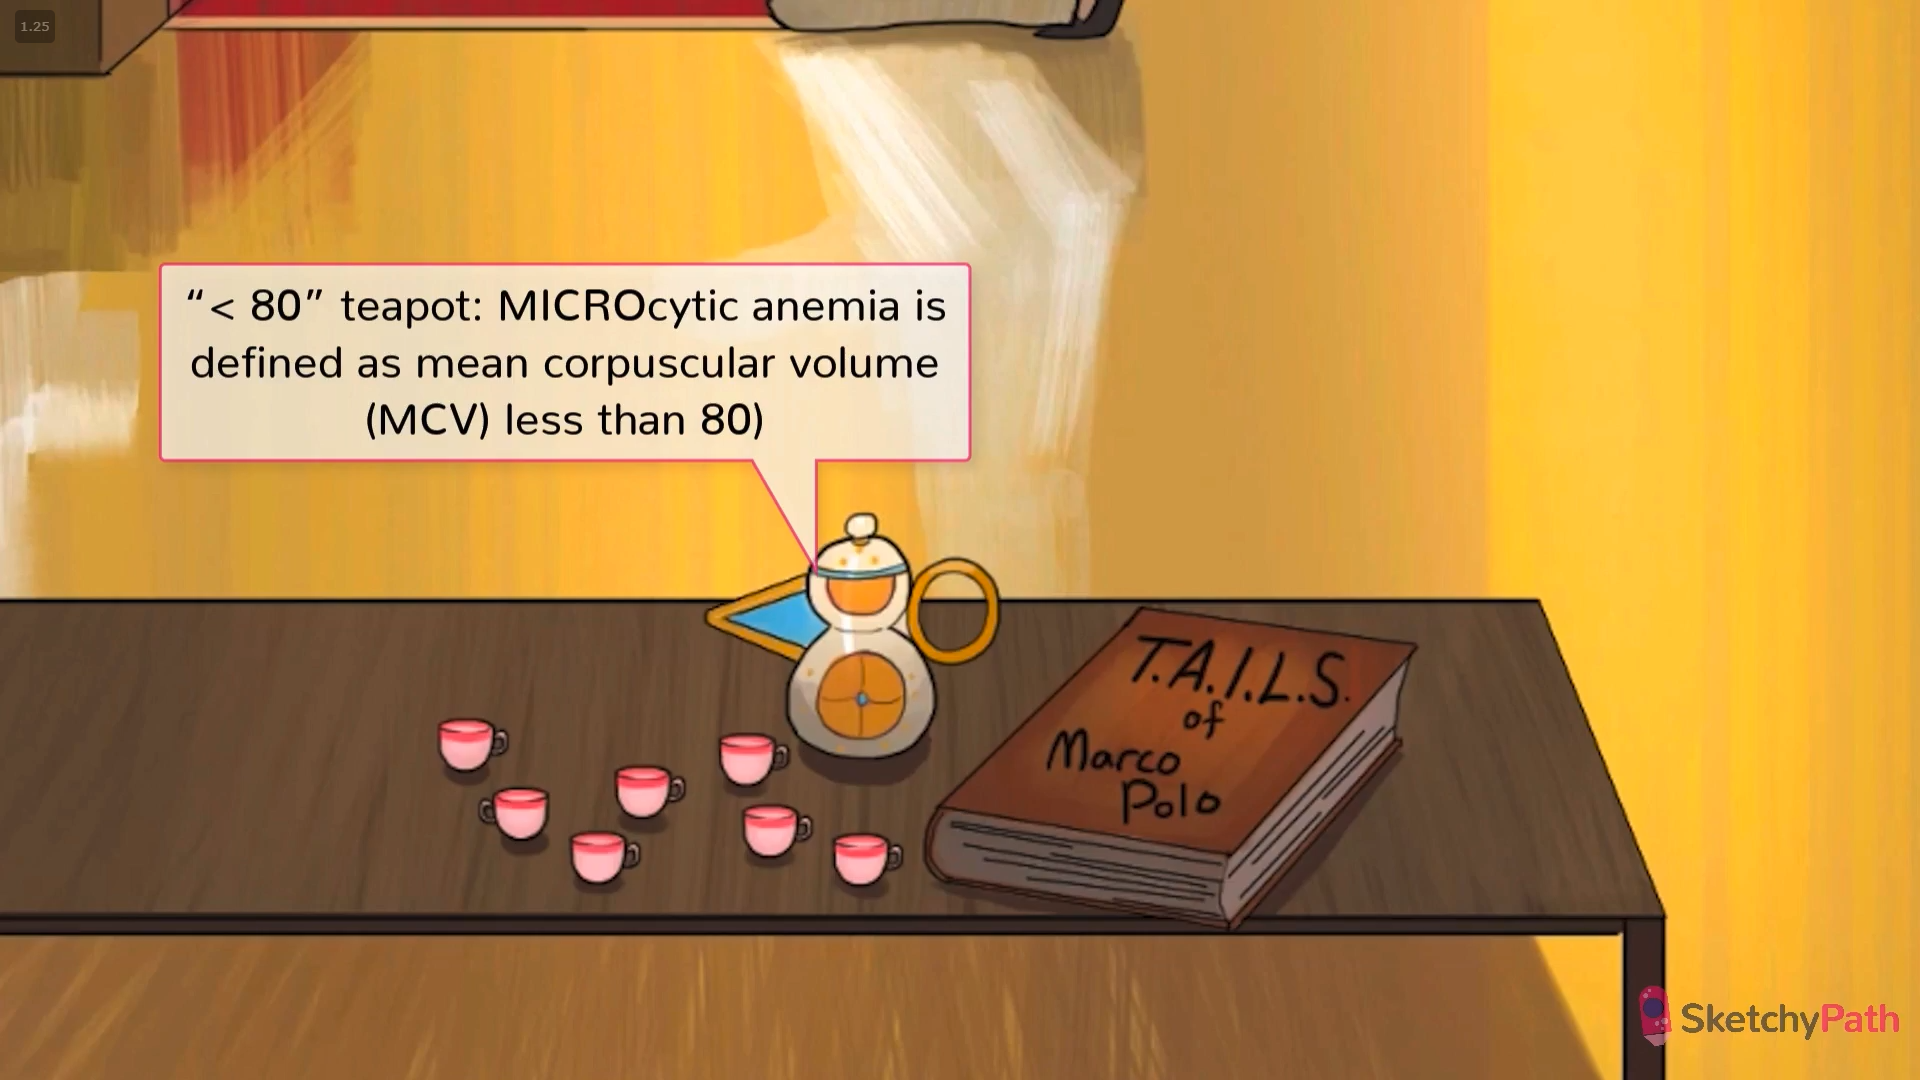 1.25
“< 80” teapot: MICROcytic anemia is
defined as mean corpuscular volume
(MCV) less than 80)
T.A.I.L.S.
of
Marco
Polo
SketchyPath